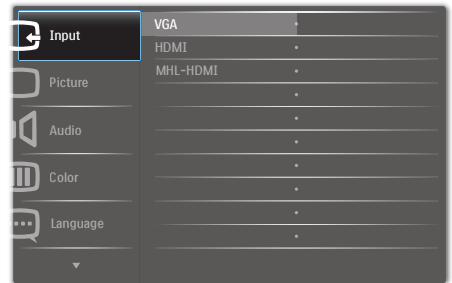 Input
Picture
Audio
Color
Language
VGA
HDMI
MHL-HDMI